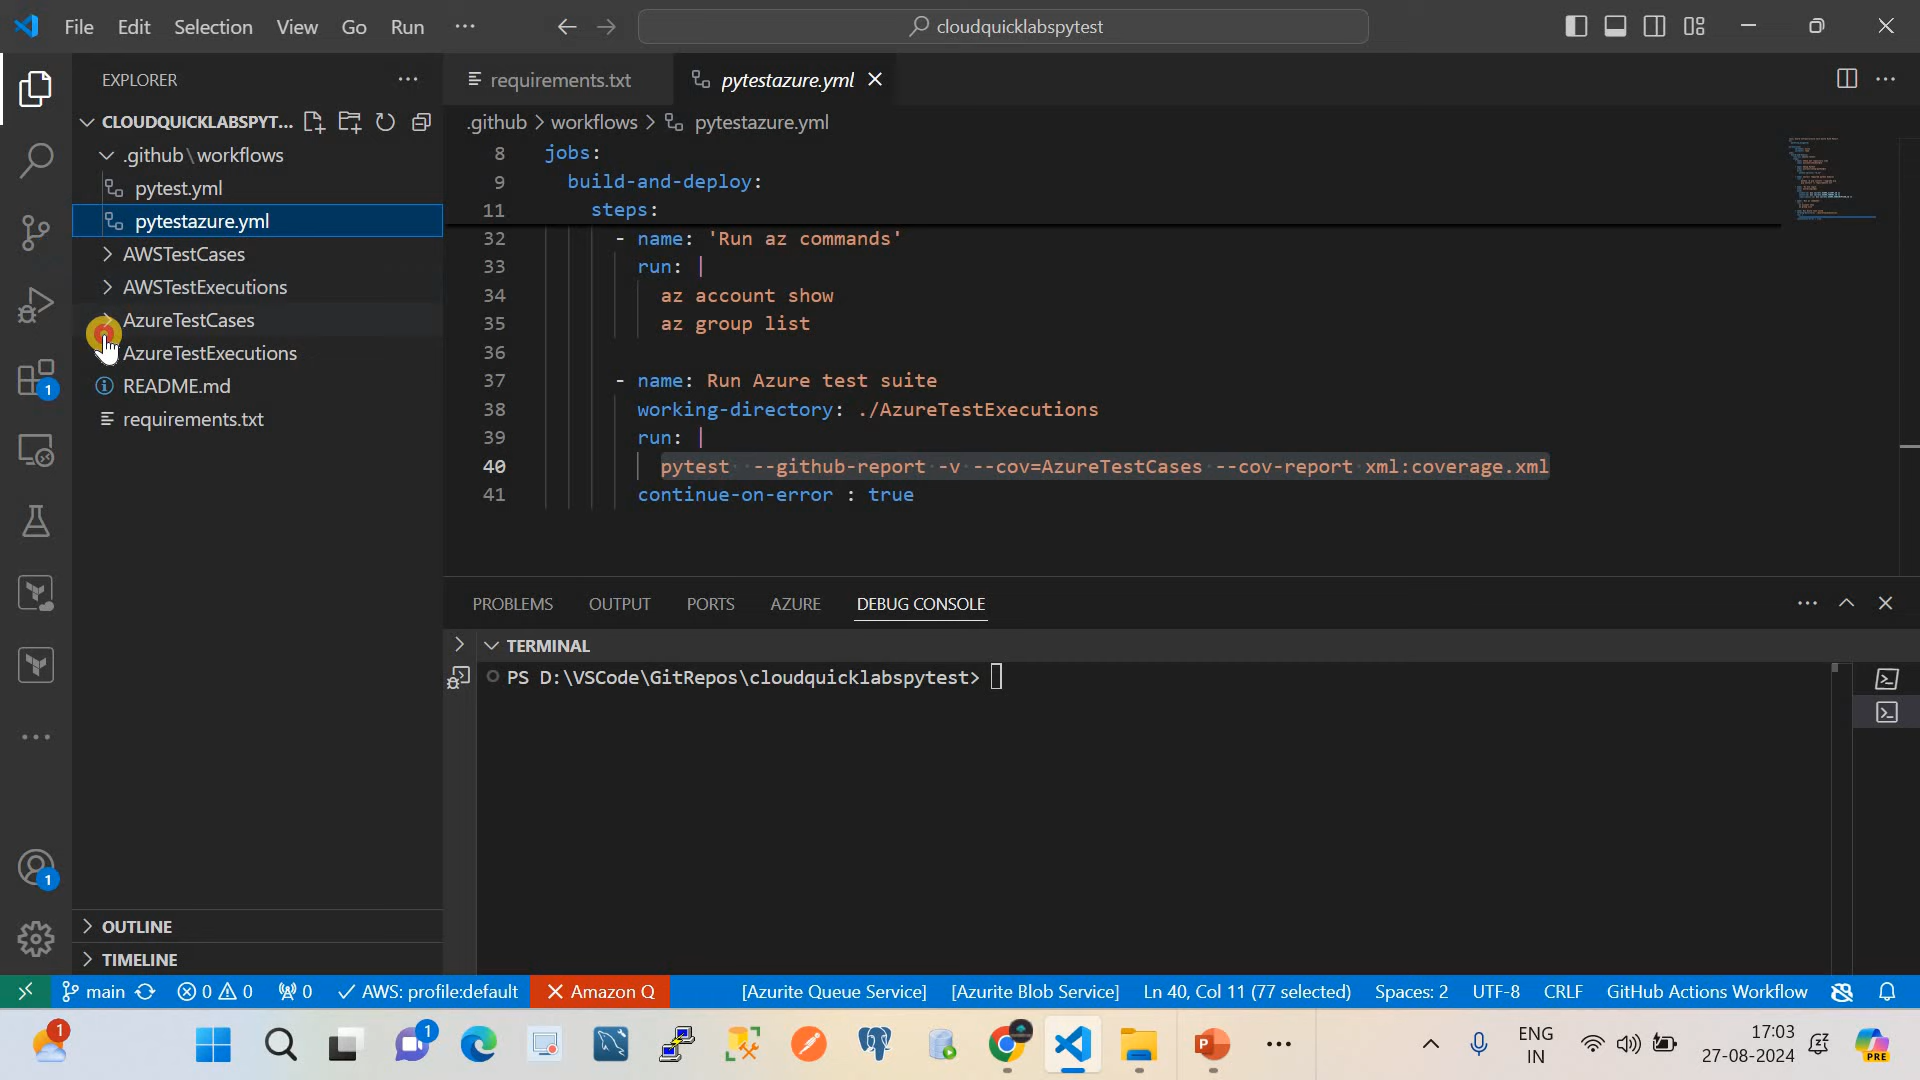 File Edit Selection View Go Run
cloudquicklabspytest
EXPLORER
CLOUDQUICKLABSPYT...
.github\workflows
pytest.yml
pytestazure.yml
AWSTestCases
AWSTestExecutions
AzureTestCases
AzureTestExecutions
README.md
requirements.txt
OUTLINE
TIMELINE
requirements.txt
pytestazure.yml
.github > workflows > pytestazure.yml
8 jobs:
9 build-and-deploy:
11 steps:
32 - name: 'Run az commands'
33 run: |
34 az account show
35 az group list
36
37 - name: Run Azure test suite
38 working-directory: ./AzureTestExecutions
39 run: |
40 pytest --github-report -v --cov=AzureTestCases --cov-report xml:coverage.xml
41 continue-on-error : true
PROBLEMS OUTPUT PORTS AZURE DEBUG CONSOLE
TERMINAL
PS D:\VSCode\GitRepos\cloudquicklabspytest>
1
1
main 0 0 0 AWS: profile:default Amazon Q [Azurite Queue Service] [Azurite Blob Service] Ln 40, Col 11 (77 selected) Spaces: 2 UTF-8 CRLF GitHub Actions Workflow
1
1
ENG
IN
17:03
27-08-2024
PRE